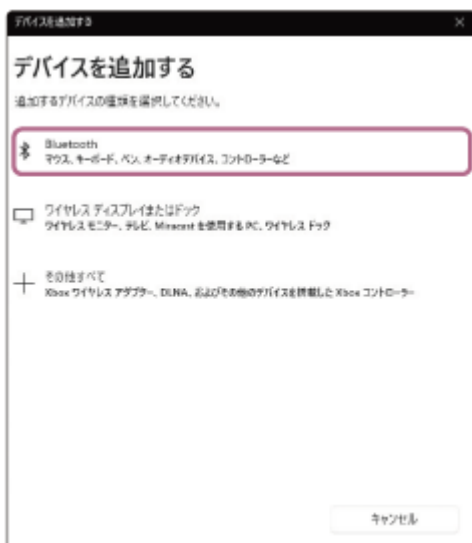 デバイスを追加する
デバイスを追加する
追加するデバイスの種類を選択してください。
Bluetooth
マウス、キーボード、ペン、オーディオデバイス、コントローラーなど
ワイヤレス ディスプレイまたはドック
ワイヤレス モニター、テレビ、Miracast を使用する PC、ワイヤレス ドック
その他すべて
Xbox ワイヤレス アダプター、DLNA、およびその他のデバイスを搭載した Xbox コントローラー
キャンセル